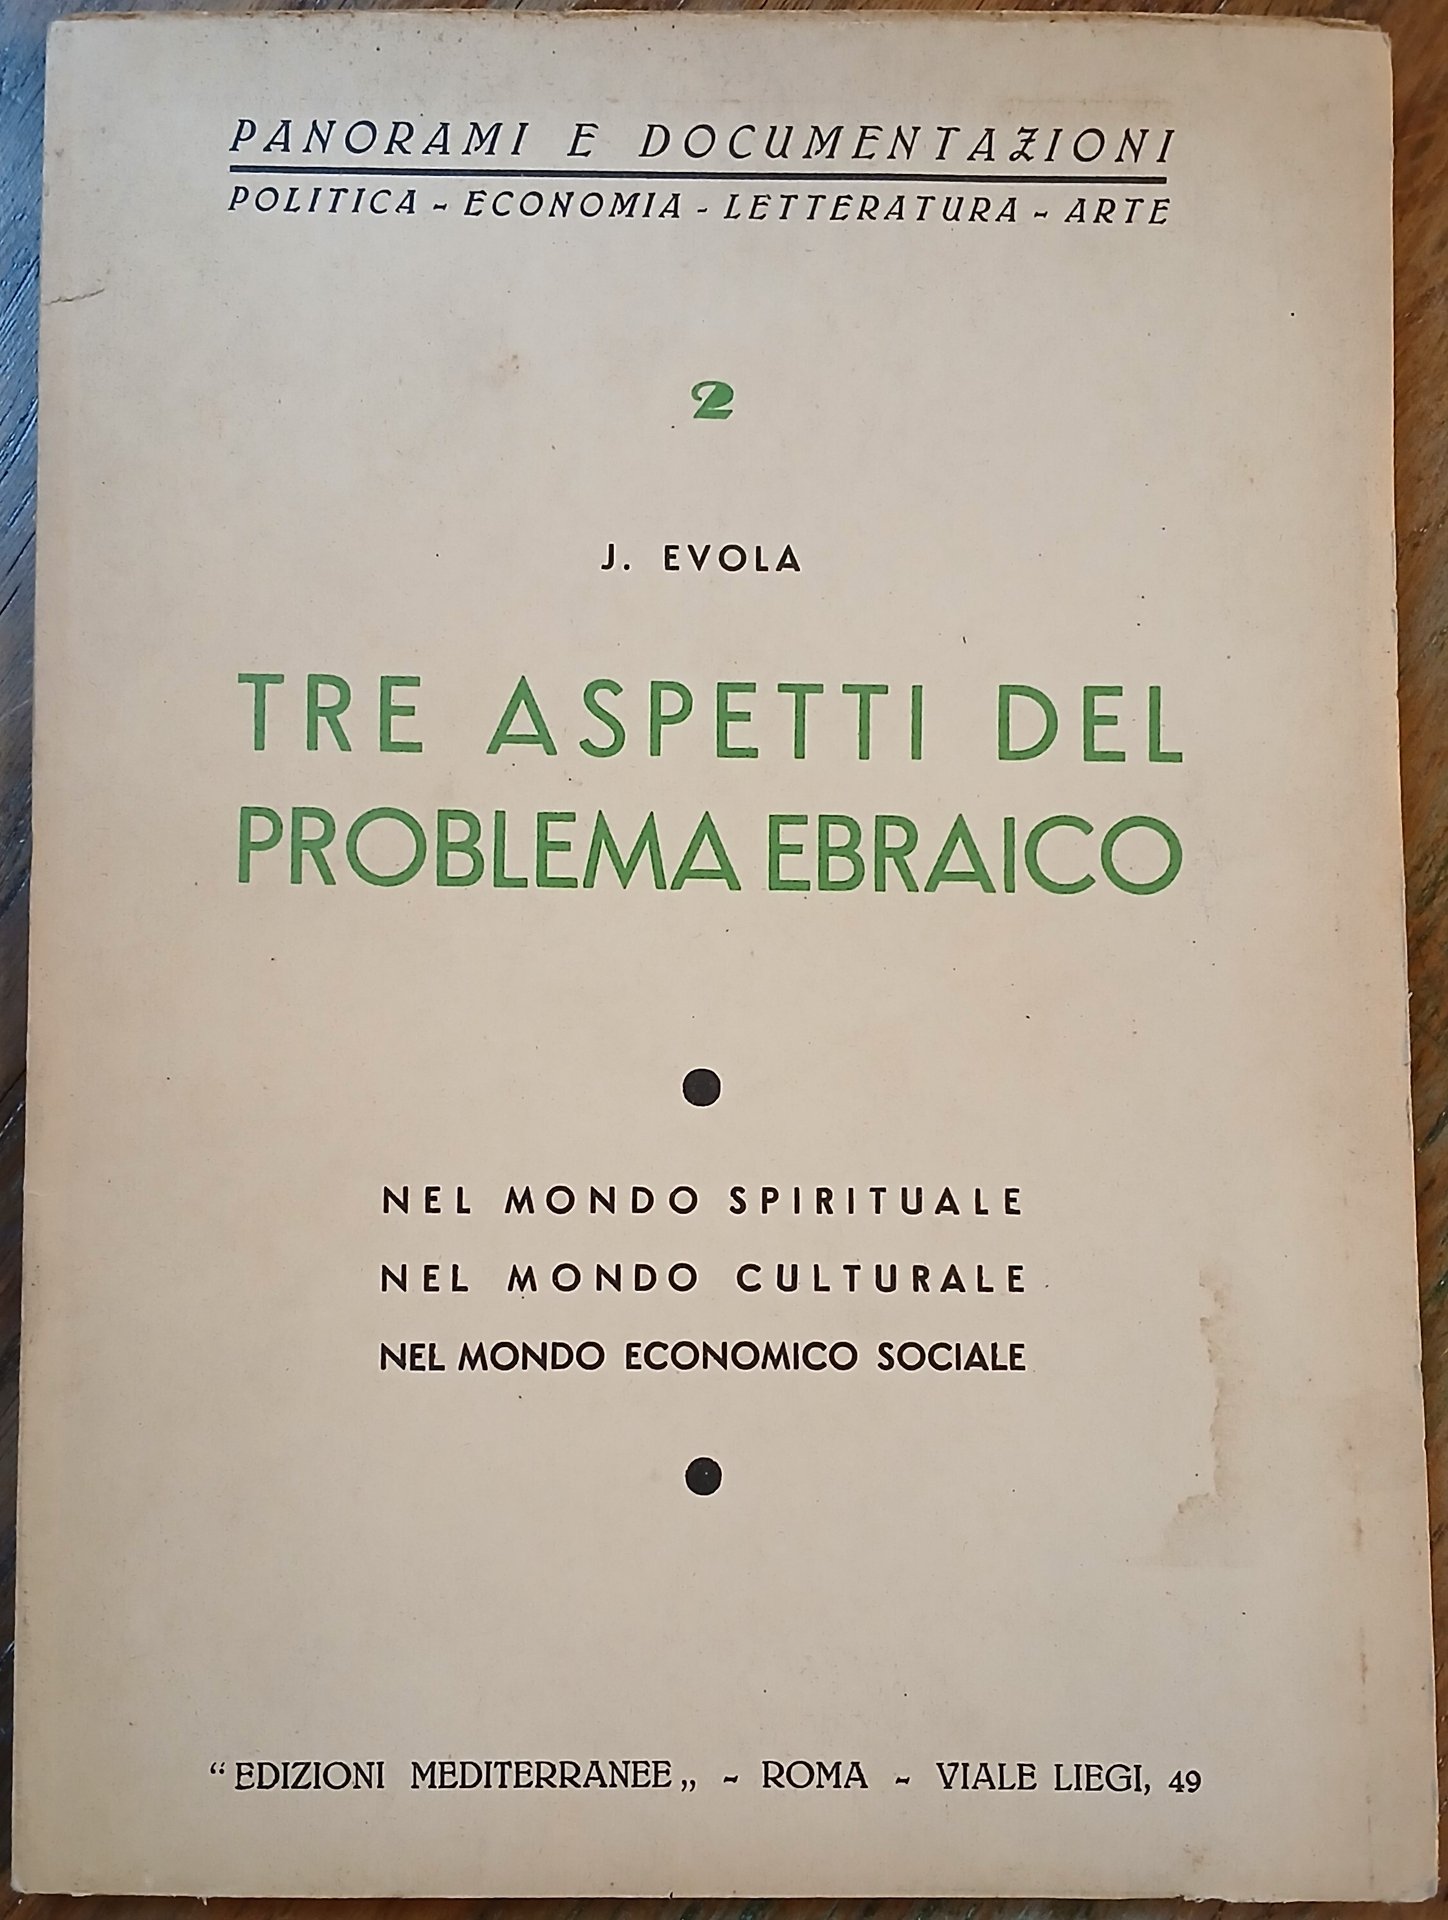 PANORAMI E DOCUMENTAZIONI
POLITICA - ECONOMIA - LETTERATURA - ARTE
2
J. EVOLA
TRE ASPETTI DEL
PROBLEMA EBRAICO
NEL MONDO SPIRITUALE
NEL MONDO CULTURALE
NEL MONDO ECONOMICO SOCIALE
“EDIZIONI MEDITERRANEE„ - ROMA - VIALE LIEGI, 49